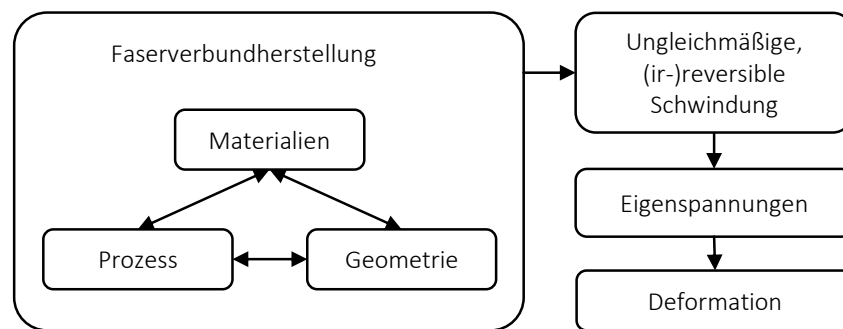 Faserverbundherstellung
Materialien
Prozess
Geometrie
Ungleichmäßige,
(ir-)reversible
Schwindung
Eigenspannungen
Deformation